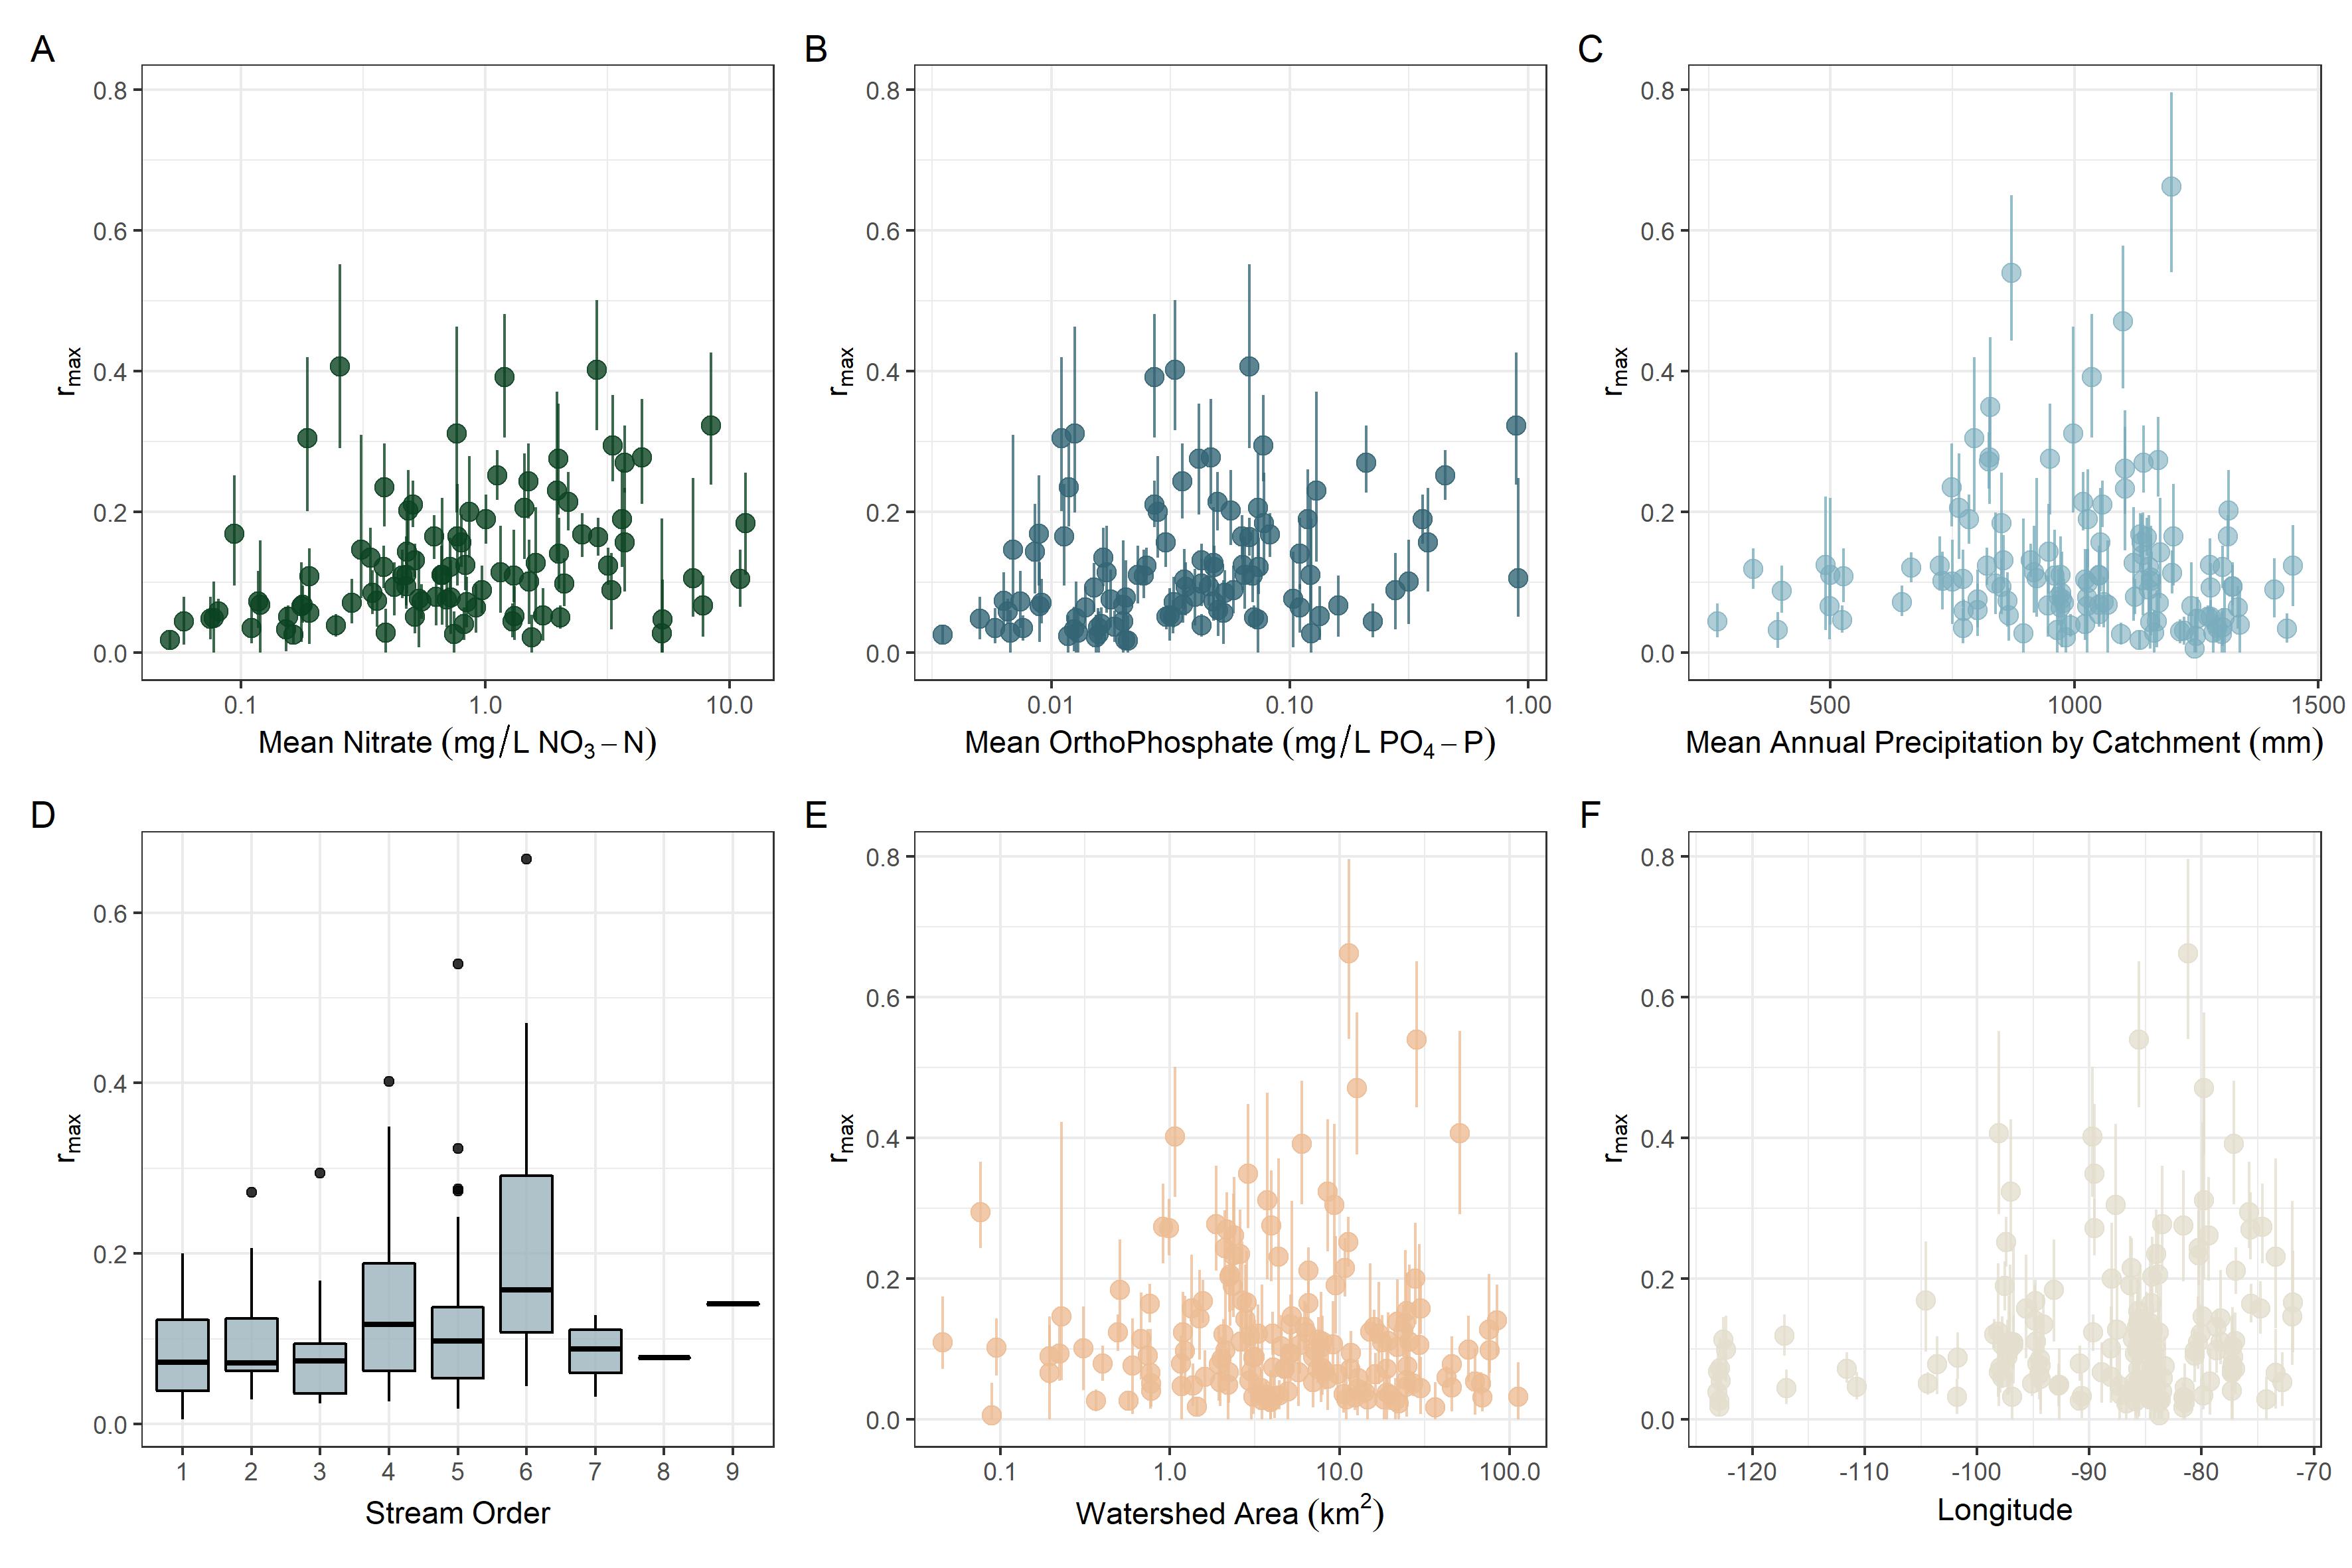 A
0.8
0.6
0.4
0.2
0.0
rmax
0.1 1.0 10.0
Mean Nitrate (mg/L NO3−N)
B
0.8
0.6
0.4
0.2
0.0
rmax
0.01 0.10 1.00
Mean OrthoPhosphate (mg/L PO4−P)
C
0.8
0.6
0.4
0.2
0.0
rmax
500 1000 1500
Mean Annual Precipitation by Catchment (mm)
D
0.6
0.4
0.2
0.0
rmax
1 2 3 4 5 6 7 8 9
Stream Order
E
0.8
0.6
0.4
0.2
0.0
rmax
0.1 1.0 10.0 100.0
Watershed Area (km2)
F
0.8
0.6
0.4
0.2
0.0
rmax
-120 -110 -100 -90 -80 -70
Longitude